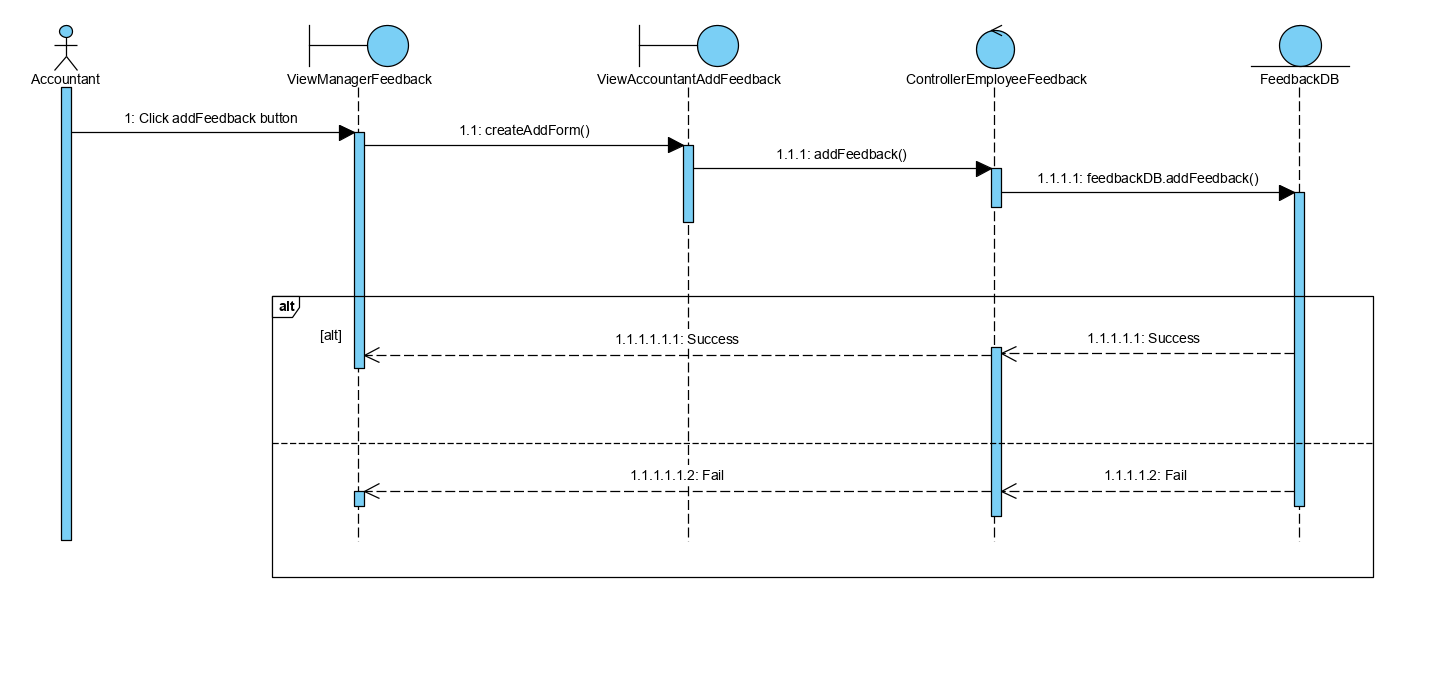 Accountant
ViewManagerFeedback
ViewAccountantAddFeedback
ControllerEmployeeFeedback
FeedbackDB
1: Click addFeedback button
1.1: createAddForm()
1.1.1: addFeedback()
1.1.1.1: feedbackDB.addFeedback()
alt
[alt]
1.1.1.1.1.1: Success
1.1.1.1.1: Success
1.1.1.1.1.2: Fail
1.1.1.1.2: Fail